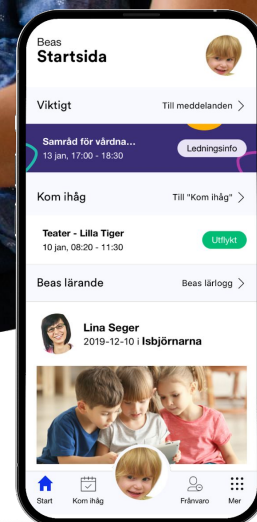 Beas
Startsida
Viktigt Till meddelanden
Samråd för vårdna...
13 jan, 17:00 - 18:30 Ledningsinfo
Kom ihåg Till "Kom ihåg"
Teater - Lilla Tiger
10 jan, 08:20 - 11:30 Utflykt
Beas lärande Beas lärlogg
Lina Seger
2019-12-10 i Isbjörnarna
Start Kom ihåg Frånvaro Mer